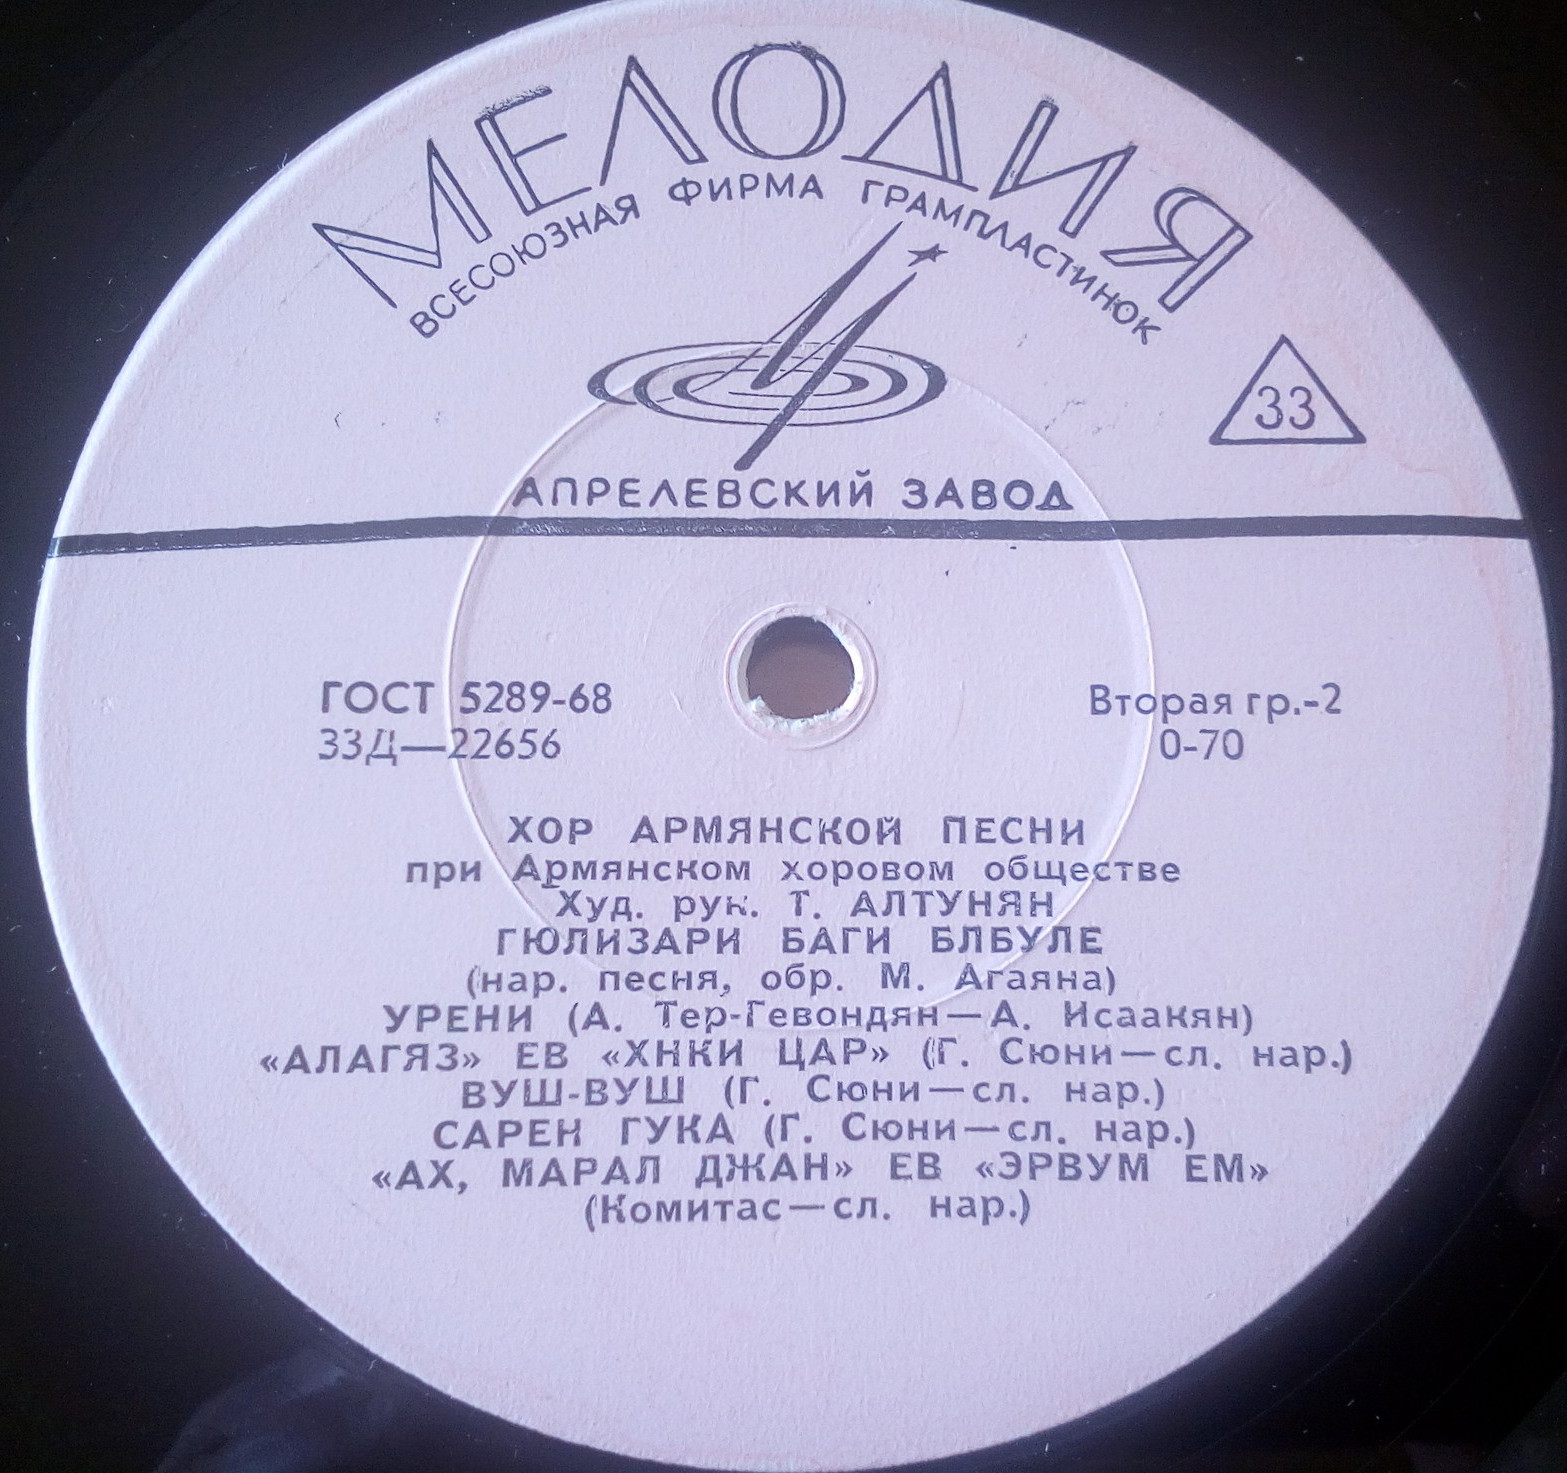 МЕЛОДИЯ
ВСЕСОЮЗНАЯ ФИРМА ГРАМПЛАСТИНОК
33
АПРЕЛЕВСКИЙ ЗАВОД
ГОСТ 5289-68
33Д—22656
Вторая гр.-2
0-70
ХОР АРМЯНСКОЙ ПЕСНИ
при Армянском хоровом обществе
Худ. рук. Т. АЛТУНЯН
ГЮЛИЗАРИ БАГИ БЛБУЛЕ
(нар. песня, обр. М. Агаяна)
УРЕНИ (А. Тер-Гевондян—А. Исаакян)
«АЛАГЯЗ» ЕВ «ХНКИ ЦАР» (Г. Сюни—сл. нар.)
ВУШ-ВУШ (Г. Сюни—сл. нар.)
САРЕН ГУКА (Г. Сюни—сл. нар.)
«АХ, МАРАЛ ДЖАН» ЕВ «ЭРВУМ ЕМ»
(Комитас—сл. нар.)